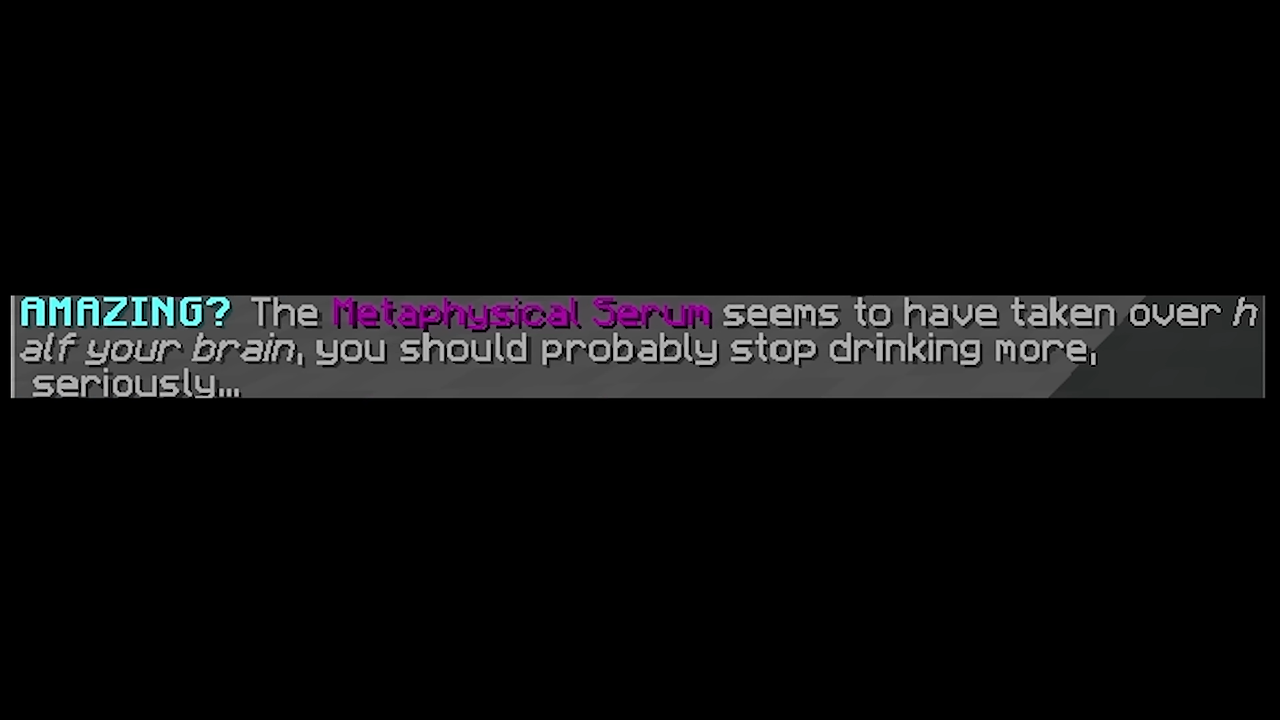 AMAZING? The Metaphysical Serum seems to have taken over h
alf your brain, you should probably stop drinking more,
seriously...